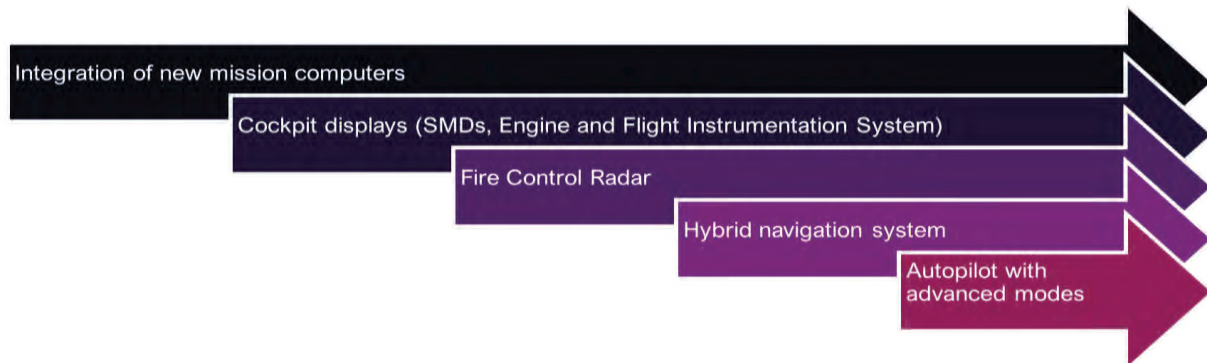 Integration of new mission computers
Cockpit displays (SMDs, Engine and Flight Instrumentation System)
Fire Control Radar
Hybrid navigation system
Autopilot with
advanced modes